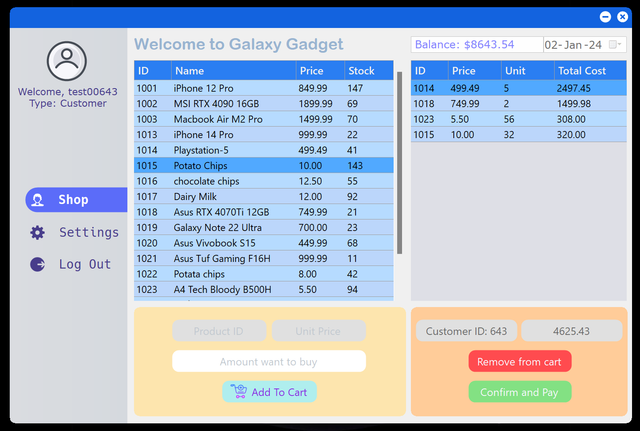 Welcome to Galaxy Gadget
Balance: $8643.54 02-Jan-24
Welcome, test00643
Type: Customer
Shop
Settings
Log Out
ID Name Price Stock
1001 iPhone 12 Pro 849.99 147
1002 MSI RTX 4090 16GB 1899.99 69
1003 Macbook Air M2 Pro 1499.99 70
1013 iPhone 14 Pro 999.99 22
1014 Playstation-5 499.49 41
1015 Potato Chips 10.00 143
1016 chocolate chips 12.50 55
1017 Dairy Milk 12.00 92
1018 Asus RTX 4070Ti 12GB 749.99 21
1019 Galaxy Note 22 Ultra 700.00 23
1020 Asus Vivobook S15 449.99 68
1021 Asus Tuf Gaming F16H 999.99 11
1022 Potata chips 8.00 42
1023 A4 Tech Bloody B500H 5.50 94
ID Price Unit Total Cost
1014 499.49 5 2497.45
1018 749.99 2 1499.98
1023 5.50 56 308.00
1015 10.00 32 320.00
Product ID Unit Price
Amount want to buy
Add To Cart
Customer ID: 643 4625.43
Remove from cart
Confirm and Pay